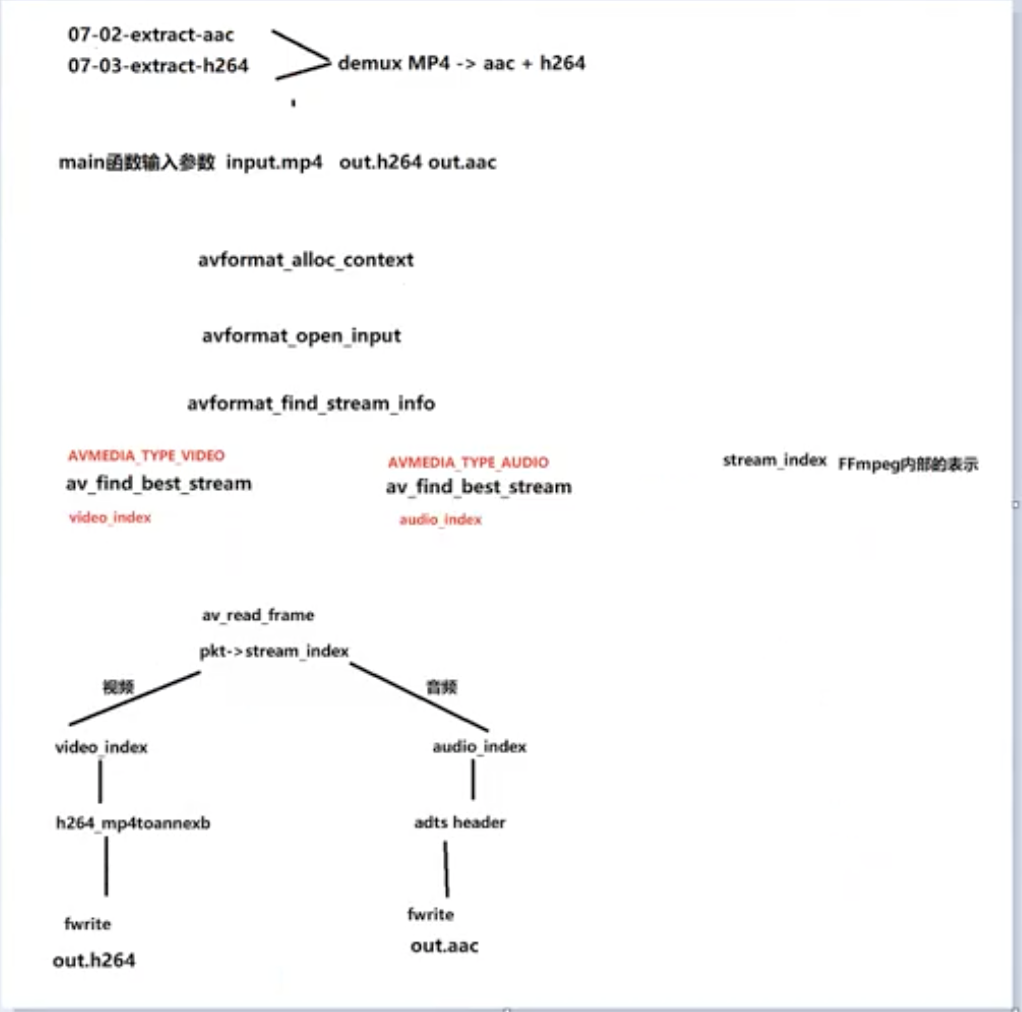 07-02-extract-aac
07-03-extract-h264
demux MP4 -> aac + h264
main函数输入参数 input.mp4 out.h264 out.aac
avformat_alloc_context
avformat_open_input
avformat_find_stream_info
AVMEDIA_TYPE_VIDEO
av_find_best_stream
video_index
AVMEDIA_TYPE_AUDIO
av_find_best_stream
audio_index
stream_index FFmpeg内部的表示
av_read_frame
pkt->stream_index
视频
音频
video_index
audio_index
h264_mp4toannexb
adts header
fwrite
out.h264
fwrite
out.aac